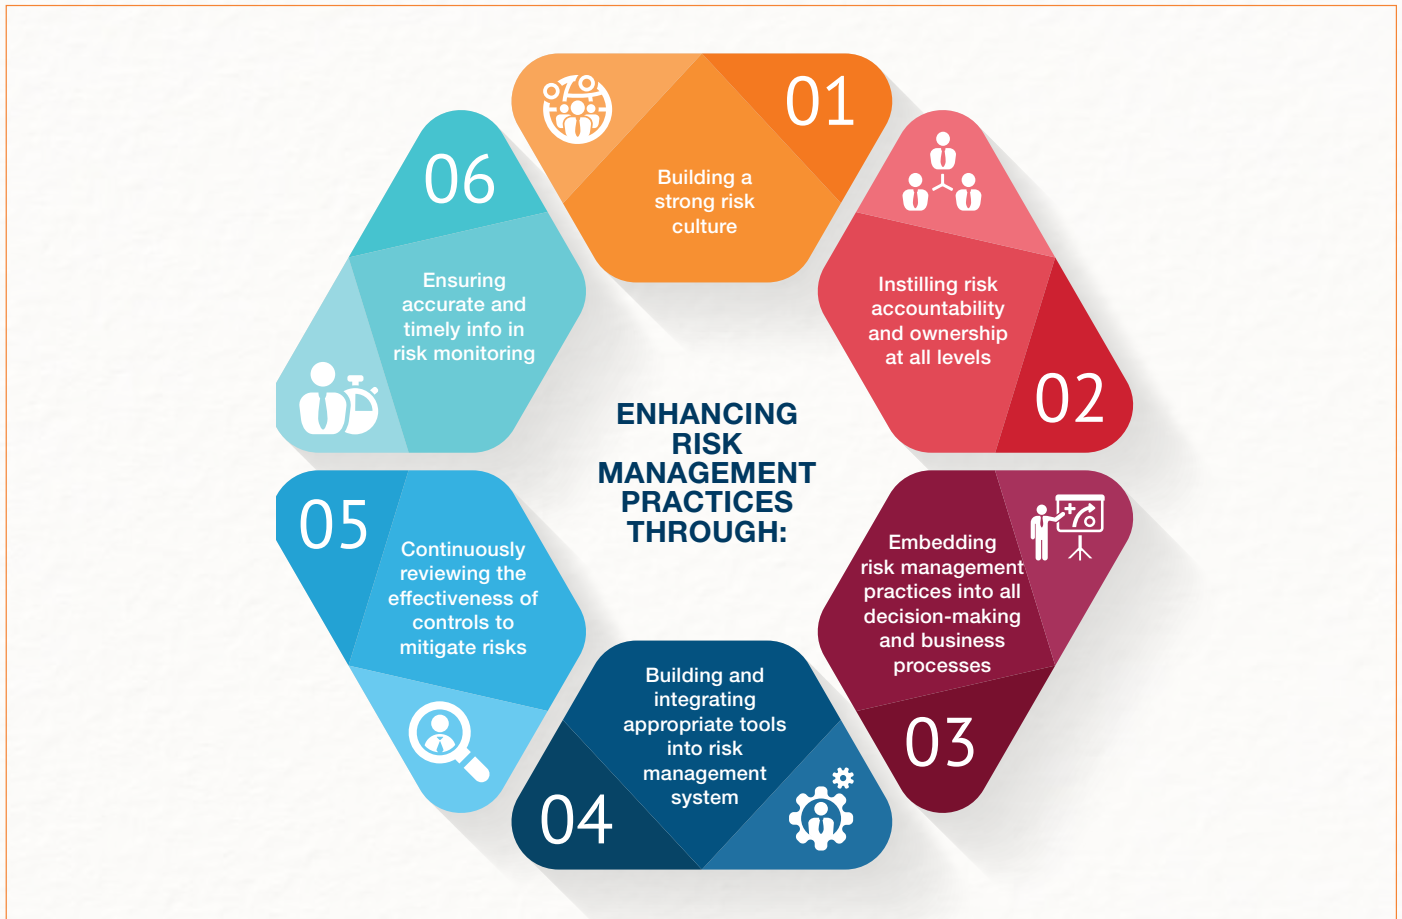 ENHANCING
RISK
MANAGEMENT
PRACTICES
THROUGH:
01
Building a
strong risk
culture
02
Instilling risk
accountability
and ownership
at all levels
03
Embedding
risk management
practices into all
decision-making
and business
processes
04
Building and
integrating
appropriate tools
into risk
management
system
05
Continuously
reviewing the
effectiveness of
controls to
mitigate risks
06
Ensuring
accurate and
timely info in
risk monitoring